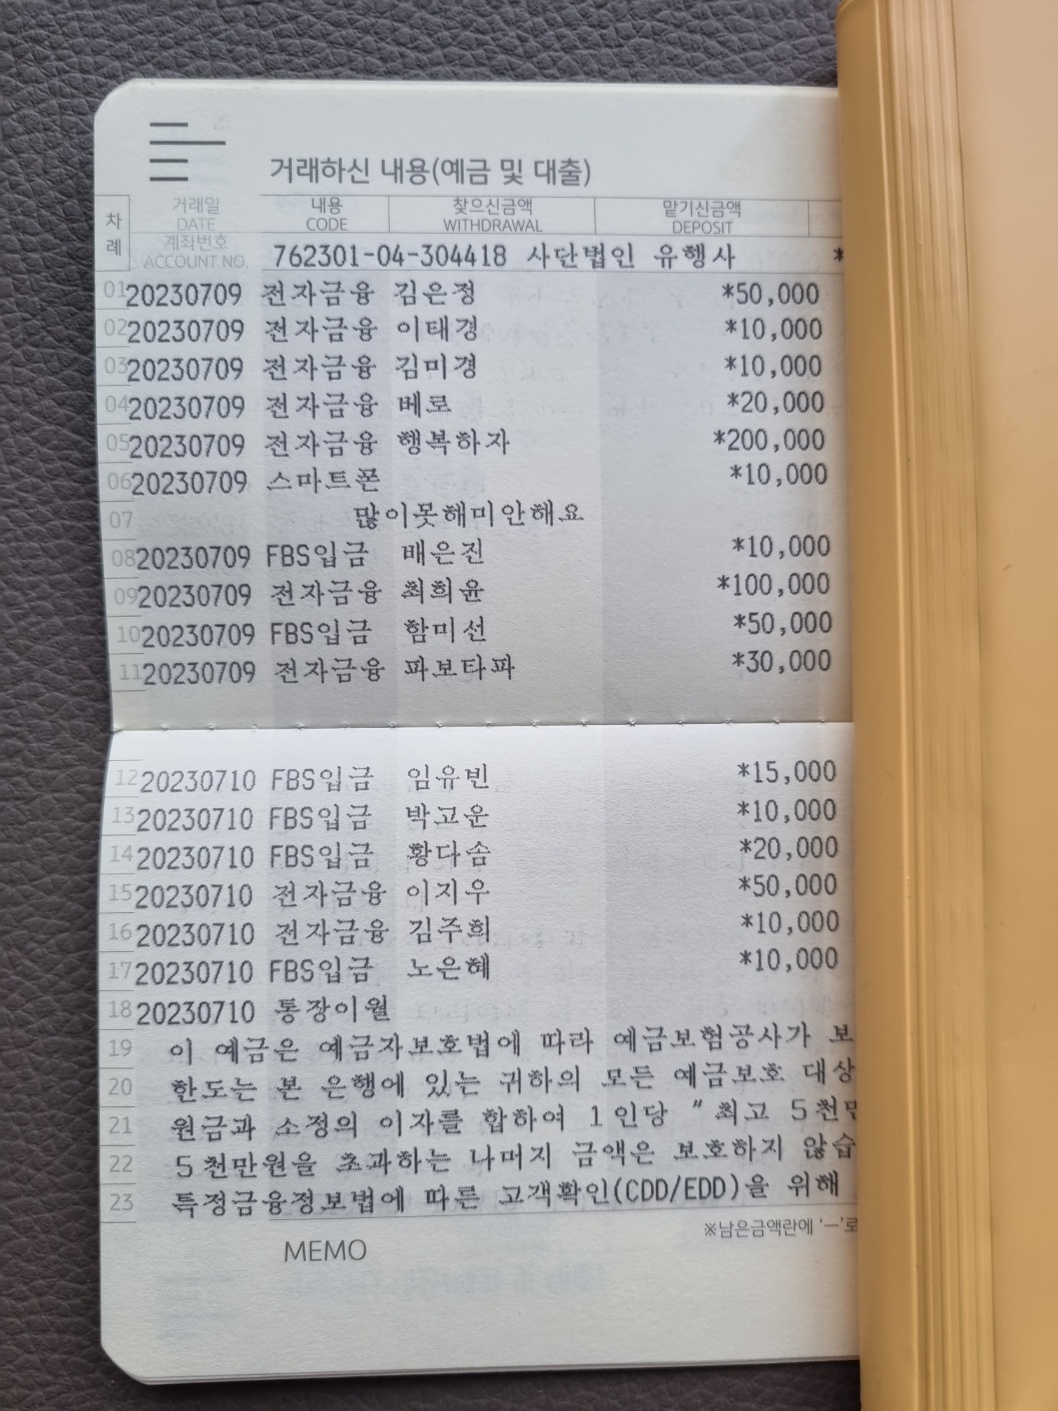 거래하신 내용(예금 및 대출)
차례 거래일 DATE 내용 CODE 찾으신금액 WITHDRAWAL 맡기신금액 DEPOSIT
계좌번호 ACCOUNT NO. 762301-04-304418 사단법인 유행사 *
01 20230709 전자금융 김은정 *50,000
02 20230709 전자금융 이태경 *10,000
03 20230709 전자금융 김미경 *10,000
04 20230709 전자금융 베로 *20,000
05 20230709 전자금융 행복하자 *200,000
06 20230709 스마트폰 *10,000
07 많이못해미안해요
08 20230709 FBS입금 배은진 *10,000
09 20230709 전자금융 최희윤 *100,000
10 20230709 FBS입금 함미선 *50,000
11 20230709 전자금융 파보타파 *30,000
12 20230710 FBS입금 임유빈 *15,000
13 20230710 FBS입금 박고운 *10,000
14 20230710 FBS입금 황다솜 *20,000
15 20230710 전자금융 이지우 *50,000
16 20230710 전자금융 김주희 *10,000
17 20230710 FBS입금 노은혜 *10,000
18 20230710 통장이월
19 이 예금은 예금자보호법에 따라 예금보험공사가 보
20 한도는 본 은행에 있는 귀하의 모든 예금보호 대상
21 원금과 소정의 이자를 합하여 1인당 "최고 5천만
22 5천만원을 초과하는 나머지 금액은 보호하지 않습
23 특정금융정보법에 따른 고객확인(CDD/EDD)을 위해
※남은금액란에 '—'로
MEMO